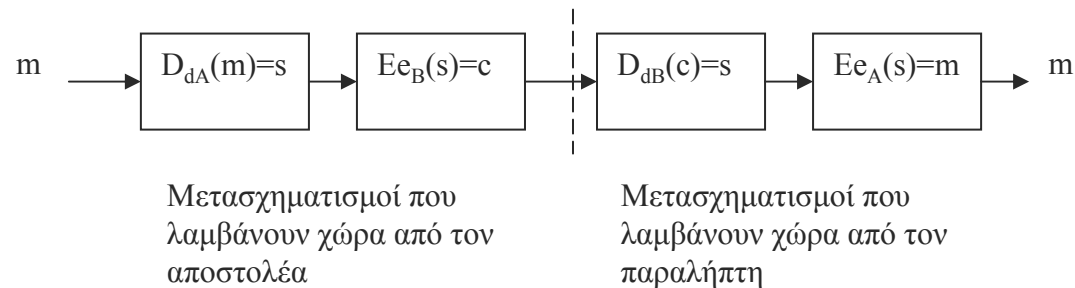 m D_dA(m)=s Ee_B(s)=c D_dB(c)=s Ee_A(s)=m m
Μετασχηματισμοί που
λαμβάνουν χώρα από τον
αποστολέα
Μετασχηματισμοί που
λαμβάνουν χώρα από τον
παραλήπτη